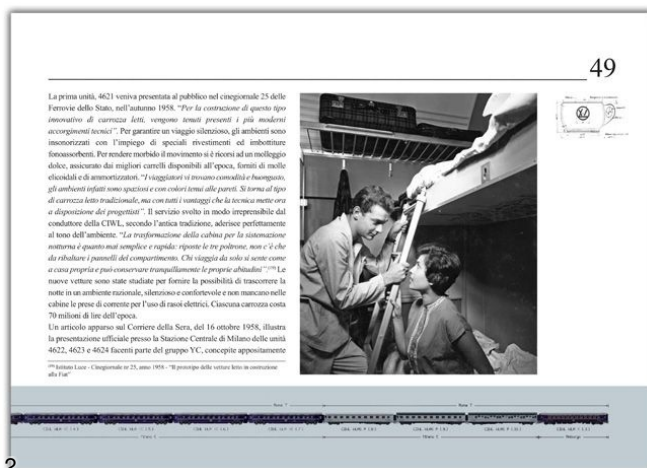 49
La prima unità, 4621 veniva presentata al pubblico nel cinegiornale 25 delle
Ferrovie dello Stato, nell'autunno 1958. "Per la costruzione di questo tipo
innovativo di carrozza letti, vengono tenuti presenti i più moderni
accorgimenti tecnici". Per garantire un viaggio silenzioso, gli ambienti sono
insonorizzati con l'impiego di speciali rivestimenti ed imbottiture
fonoassorbenti. Per rendere morbido il movimento si è ricorsi ad un molleggio
dolce, assicurato dai migliori carrelli disponibili all'epoca, forniti di molle
elicoidali e di ammortizzatori. "I viaggiatori vi trovano comodità e buongusto,
gli ambienti infatti sono spaziosi e con colori tenui alle pareti. Si torna al tipo
di carrozza letto tradizionale, ma con tutti i vantaggi che la tecnica mette ora
a disposizione dei progettisti". Il servizio svolto in modo irreprensibile dal
conduttore della CIWL, secondo l'antica tradizione, aderisce perfettamente
al tono dell'ambiente. "La trasformazione della cabina per la sistemazione
notturna è quanto mai semplice e rapida: riposte le tre poltrone, non c'è che
da ribaltare i pannelli del compartimento. Chi viaggia da solo si sente come
a casa propria e può conservare tranquillamente le proprie abitudini". Le
nuove vetture sono state studiate per fornire la possibilità di trascorrere la
notte in un ambiente razionale, silenzioso e confortevole e non mancano nelle
cabine le prese di corrente per l'uso di rasoi elettrici. Ciascuna carrozza costa
70 milioni di lire dell'epoca.
Un articolo apparso sul Corriere della Sera, del 16 ottobre 1958, illustra
la presentazione ufficiale presso la Stazione Centrale di Milano delle unità
4622, 4623 e 4624 facenti parte del gruppo YC, concepite appositamente
Istituto Luce - Cinegiornale nr 25, anno 1958 - "Il prototipo delle vetture letto in costruzione
alla Fiat"